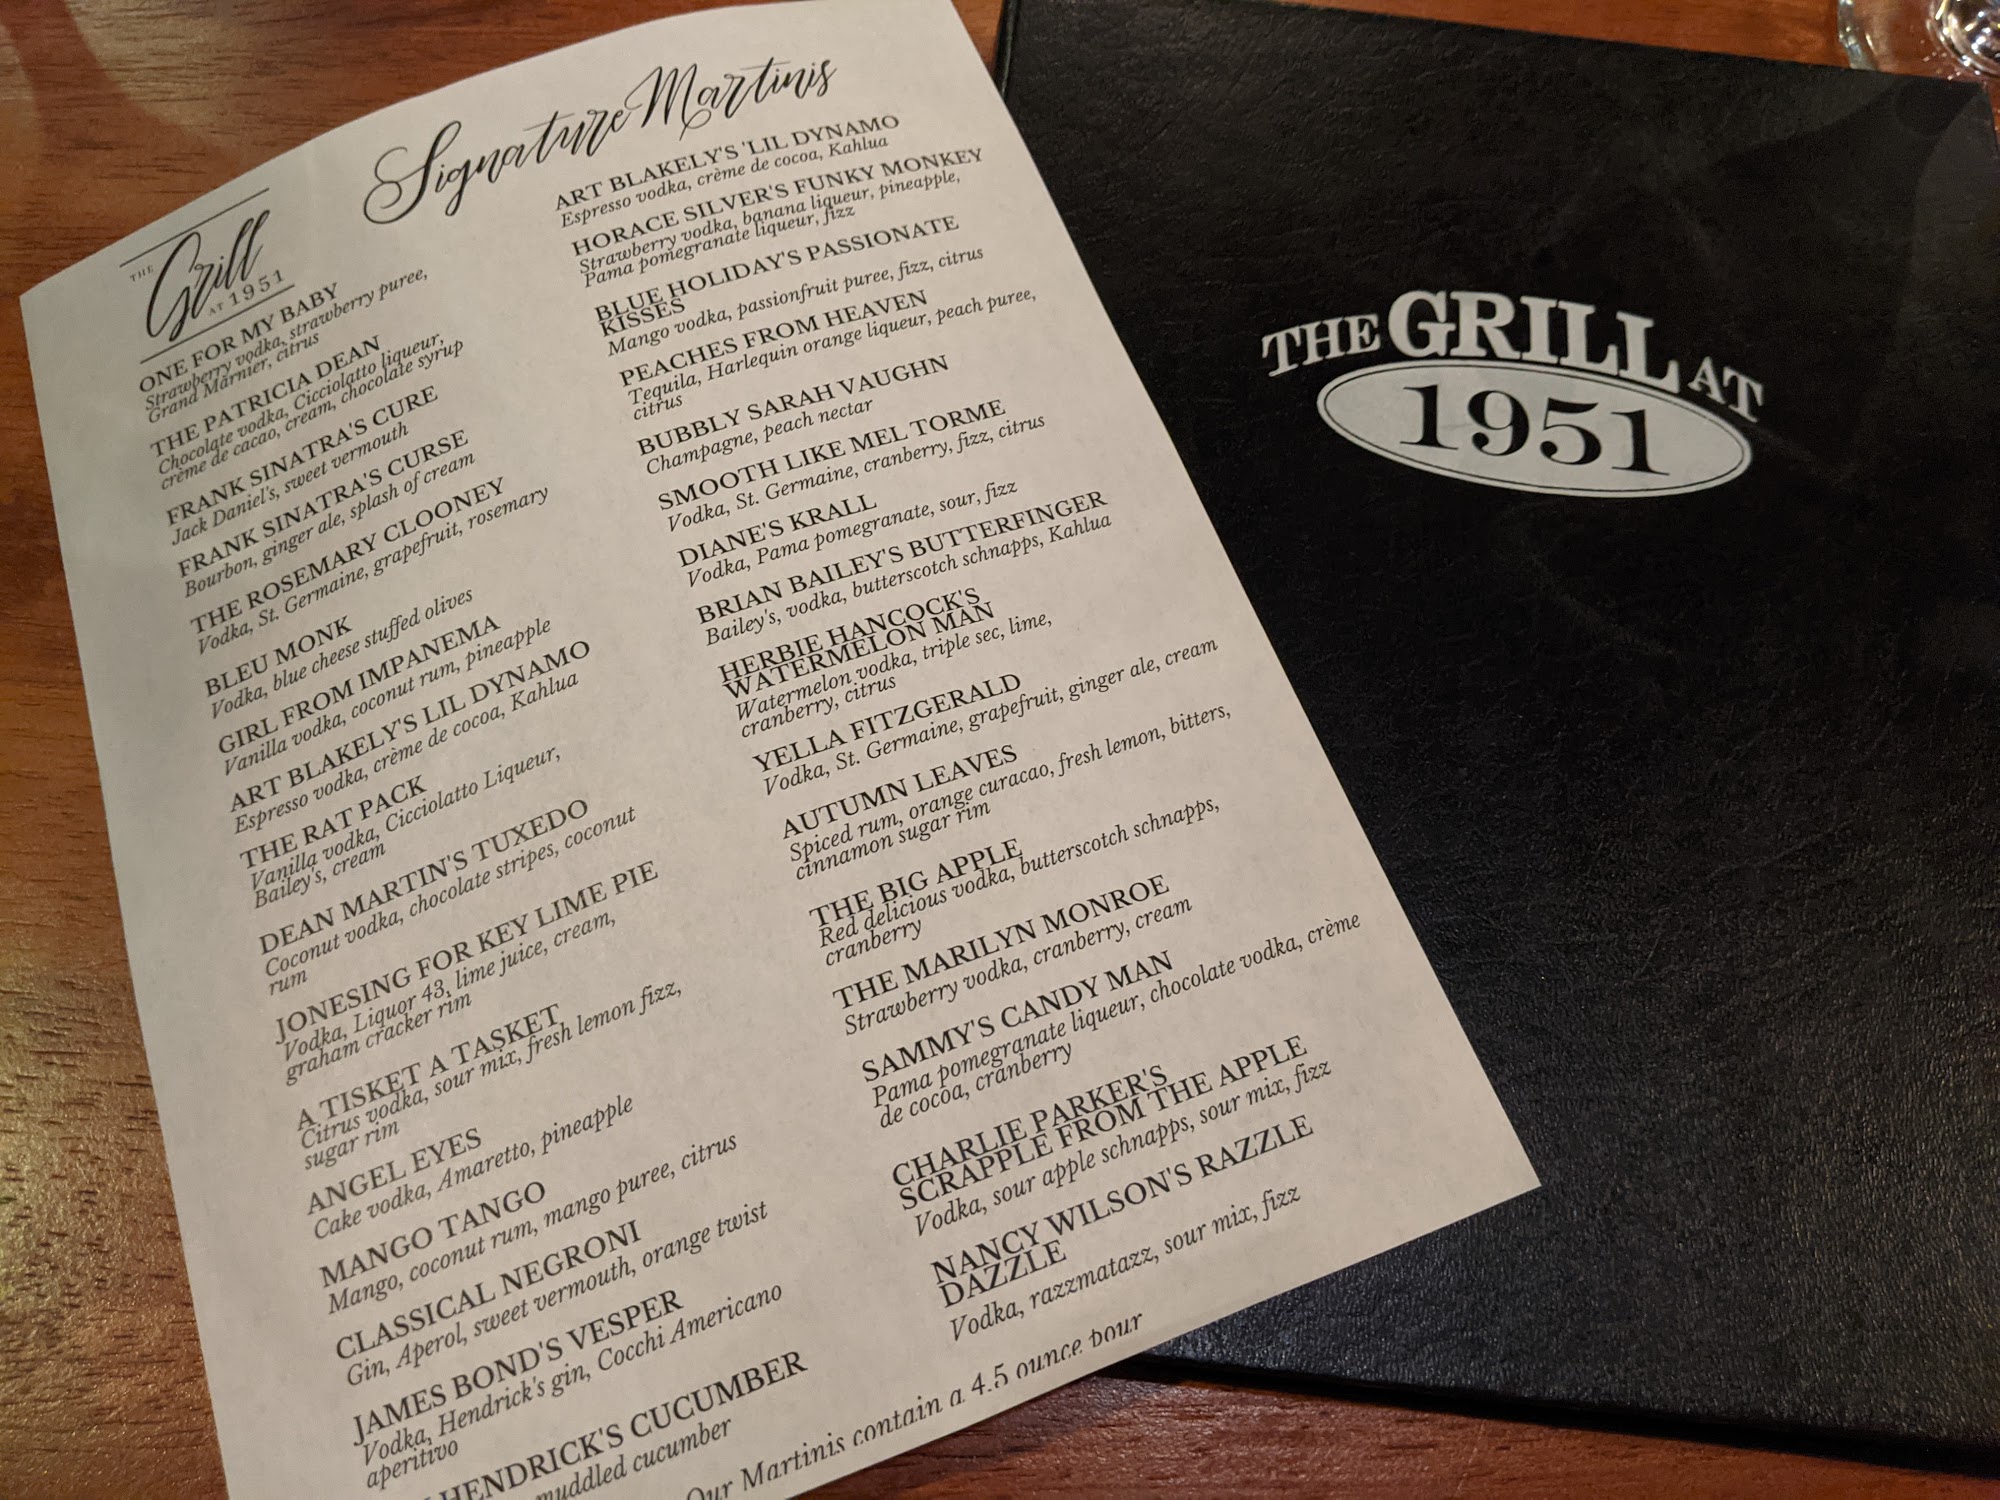 Signature Martinis
THE
Grill
AT 1951
ONE FOR MY BABY
Strawberry vodka, strawberry puree,
Grand Marnier, citrus
THE PATRICIA DEAN
Chocolate vodka, Cicciolatto liqueur,
crème de cacao, cream, chocolate syrup
FRANK SINATRA'S CURE
Jack Daniel's, sweet vermouth
FRANK SINATRA'S CURSE
Bourbon, ginger ale, splash of cream
THE ROSEMARY CLOONEY
Vodka, St. Germaine, grapefruit, rosemary
BLEU MONK
Vodka, blue cheese stuffed olives
GIRL FROM IMPANEMA
Vanilla vodka, coconut rum, pineapple
ART BLAKELY'S LIL DYNAMO
Espresso vodka, crème de cocoa, Kahlua
THE RAT PACK
Vanilla vodka, Cicciolatto Liqueur,
Bailey's, cream
DEAN MARTIN'S TUXEDO
Coconut vodka, chocolate stripes, coconut
rum
JONESING FOR KEY LIME PIE
Vodka, Liquor 43, lime juice, cream,
graham cracker rim
A TISKET A TASKET
Citrus vodka, sour mix, fresh lemon fizz,
sugar rim
ANGEL EYES
Cake vodka, Amaretto, pineapple
MANGO TANGO
Mango, coconut rum, mango puree, citrus
CLASSICAL NEGRONI
Gin, Aperol, sweet vermouth, orange twist
JAMES BOND'S VESPER
Vodka, Hendrick's gin, Cocchi Americano
aperitivo
HENDRICK'S CUCUMBER
muddled cucumber
ART BLAKELY'S 'LIL DYNAMO
Espresso vodka, crème de cocoa, Kahlua
HORACE SILVER'S FUNKY MONKEY
Strawberry vodka, banana liqueur, pineapple,
Pama pomegranate liqueur, fizz
BLUE HOLIDAY'S PASSIONATE
KISSES
Mango vodka, passionfruit puree, fizz, citrus
PEACHES FROM HEAVEN
Tequila, Harlequin orange liqueur, peach puree,
citrus
BUBBLY SARAH VAUGHN
Champagne, peach nectar
SMOOTH LIKE MEL TORME
Vodka, St. Germaine, cranberry, fizz, citrus
DIANE'S KRALL
Vodka, Pama pomegranate, sour, fizz
BRIAN BAILEY'S BUTTERFINGER
Bailey's, vodka, butterscotch schnapps, Kahlua
HERBIE HANCOCK'S
WATERMELON MAN
Watermelon vodka, triple sec, lime,
cranberry, citrus
YELLA FITZGERALD
Vodka, St. Germaine, grapefruit, ginger ale, cream
AUTUMN LEAVES
Spiced rum, orange curacao, fresh lemon, bitters,
cinnamon sugar rim
THE BIG APPLE
Red delicious vodka, butterscotch schnapps,
cranberry
THE MARILYN MONROE
Strawberry vodka, cranberry, cream
SAMMY'S CANDY MAN
Pama pomegranate liqueur, chocolate vodka, crème
de cocoa, cranberry
CHARLIE PARKER'S
SCRAPPLE FROM THE APPLE
Vodka, sour apple schnapps, sour mix, fizz
NANCY WILSON'S RAZZLE
DAZZLE
Vodka, razzmatazz, sour mix, fizz
Our Martinis contain a 4.5 ounce pour
THE GRILL AT
1951